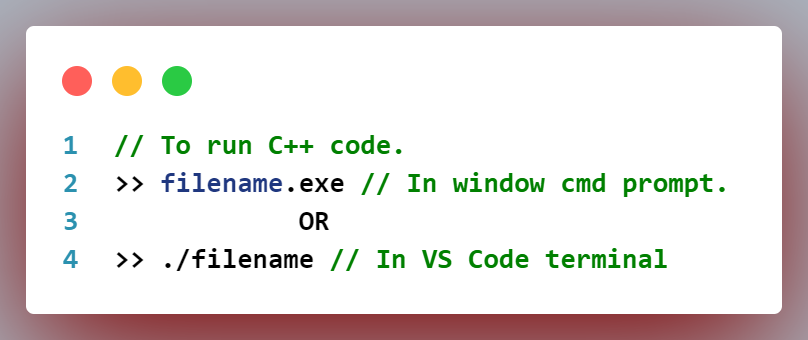 1 // To run C++ code.
2 >> filename.exe // In window cmd prompt.
3 OR
4 >> ./filename // In VS Code terminal